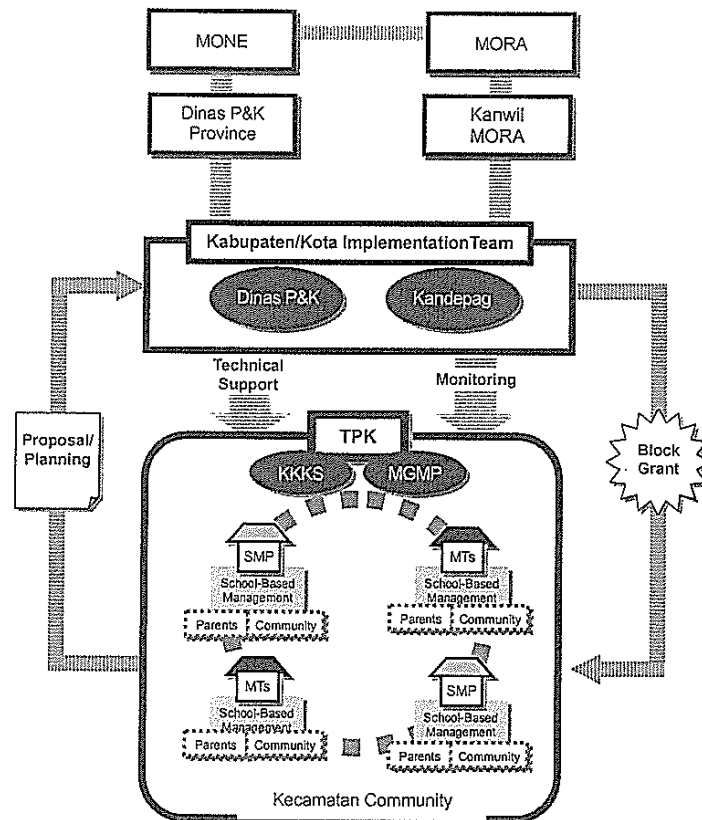 MONE
MORA
Dinas P&K
Province
Kanwil
MORA
Kabupaten/Kota ImplementationTeam
Dinas P&K
Kandepag
Technical
Support
Monitoring
Proposal/
Planning
Block
Grant
TPK
KKKS
MGMP
SMP
School-Based
Management
Parents
Community
MTs
School-Based
Management
Parents
Community
MTs
School-Based
Management
Parents
Community
SMP
School-Based
Management
Parents
Community
Kecamatan Community